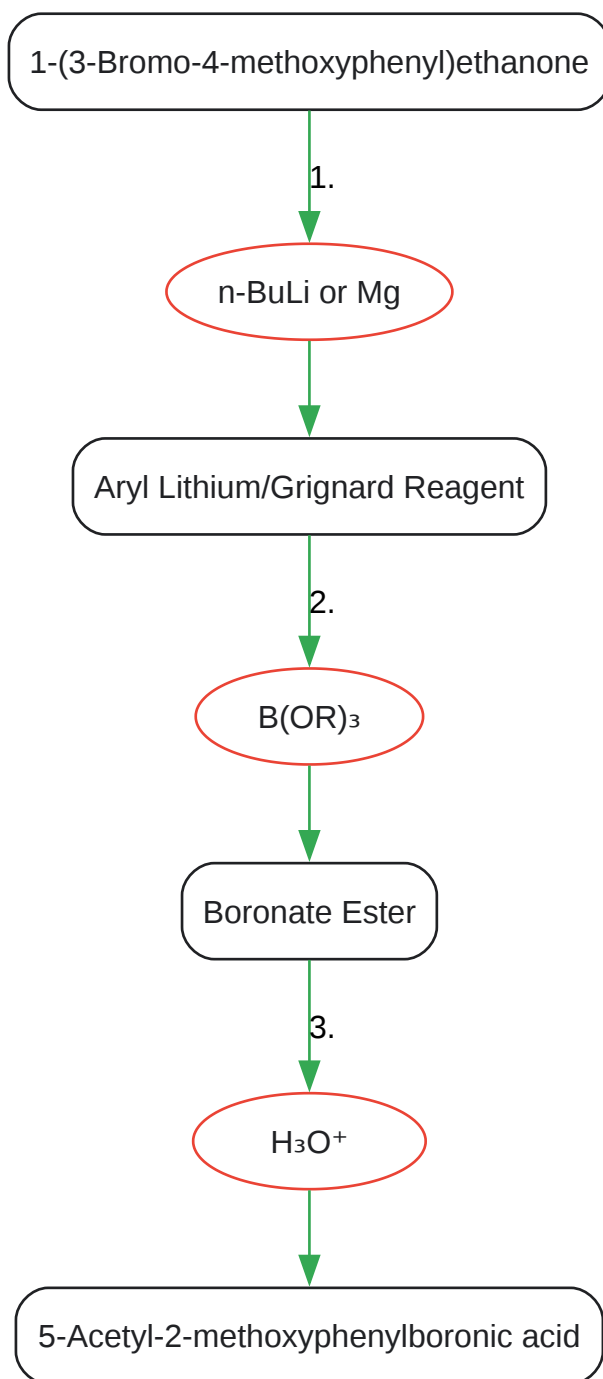 1-(3-Bromo-4-methoxyphenyl)ethanone
1.
n-BuLi or Mg
Aryl Lithium/Grignard Reagent
2.
B(OR)₃
Boronate Ester
3.
H₃O⁺
5-Acetyl-2-methoxyphenylboronic acid